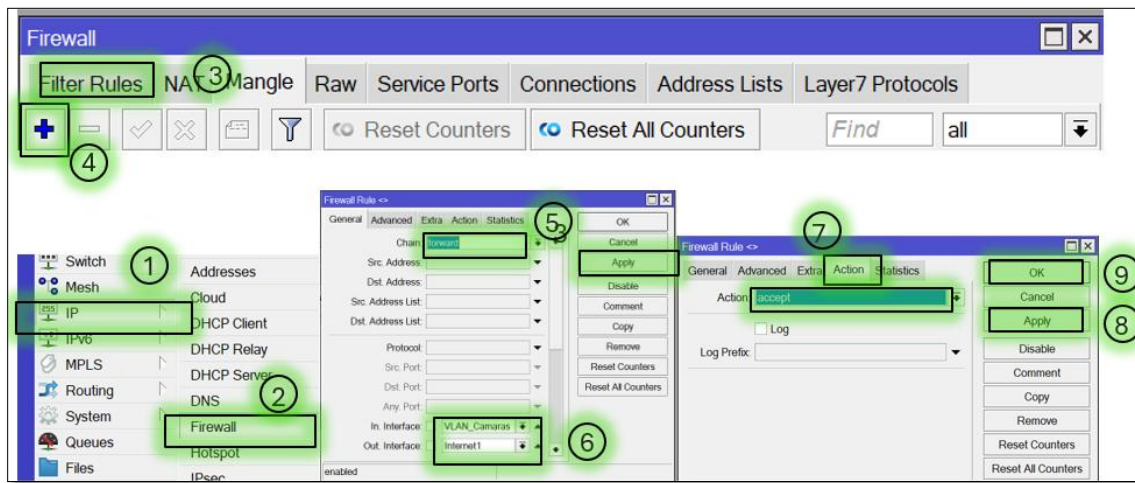 Firewall
Filter Rules NAT 3 Mangle Raw Service Ports Connections Address Lists Layer7 Protocols
Reset Counters Reset All Counters Find all
4
1
Switch
Mesh
IP
IPv6
MPLS
Routing
System
Queues
Files
2
Addresses
Cloud
DHCP Client
DHCP Relay
DHCP Server
DNS
Firewall
Hotspot
IPsec
Firewall Rule <>
General Advanced Extra Action Statistics
5
3
Chain: forward
Src. Address:
Dst. Address:
Src. Address List:
Dst. Address List:
Protocol:
Src. Port:
Dst. Port:
Any. Port:
In. Interface: VLAN_Camaras
Out. Interface: Internet1
6
enabled
OK
Cancel
Apply
Disable
Comment
Copy
Remove
Reset Counters
Reset All Counters
7
Firewall Rule <>
General Advanced Extra Action Statistics
Action: accept
Log
Log Prefix:
OK
9
Cancel
Apply
8
Disable
Comment
Copy
Remove
Reset Counters
Reset All Counters